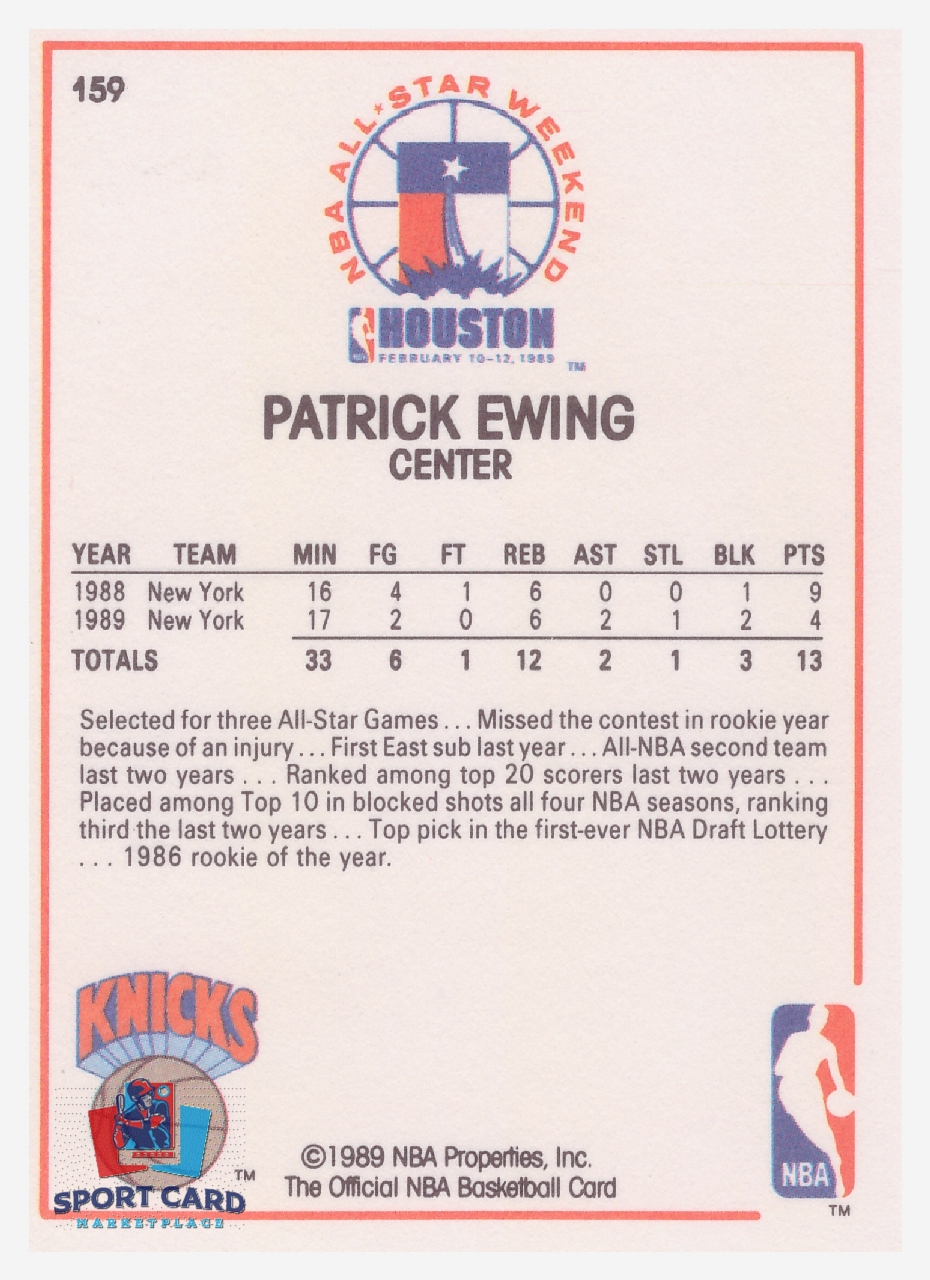 159
NBA ALL★STAR WEEKEND
HOUSTON
FEBRUARY 10-12, 1989
TM
PATRICK EWING
CENTER
YEAR TEAM MIN FG FT REB AST STL BLK PTS
1988 New York 16 4 1 6 0 0 1 9
1989 New York 17 2 0 6 2 1 2 4
TOTALS 33 6 1 12 2 1 3 13
Selected for three All-Star Games . . . Missed the contest in rookie year
because of an injury . . . First East sub last year . . . All-NBA second team
last two years . . . Ranked among top 20 scorers last two years . . .
Placed among Top 10 in blocked shots all four NBA seasons, ranking
third the last two years . . . Top pick in the first-ever NBA Draft Lottery
. . . 1986 rookie of the year.
KNICKS
TM
SPORT CARD
MARKETPLACE
©1989 NBA Properties, Inc.
The Official NBA Basketball Card
NBA
TM